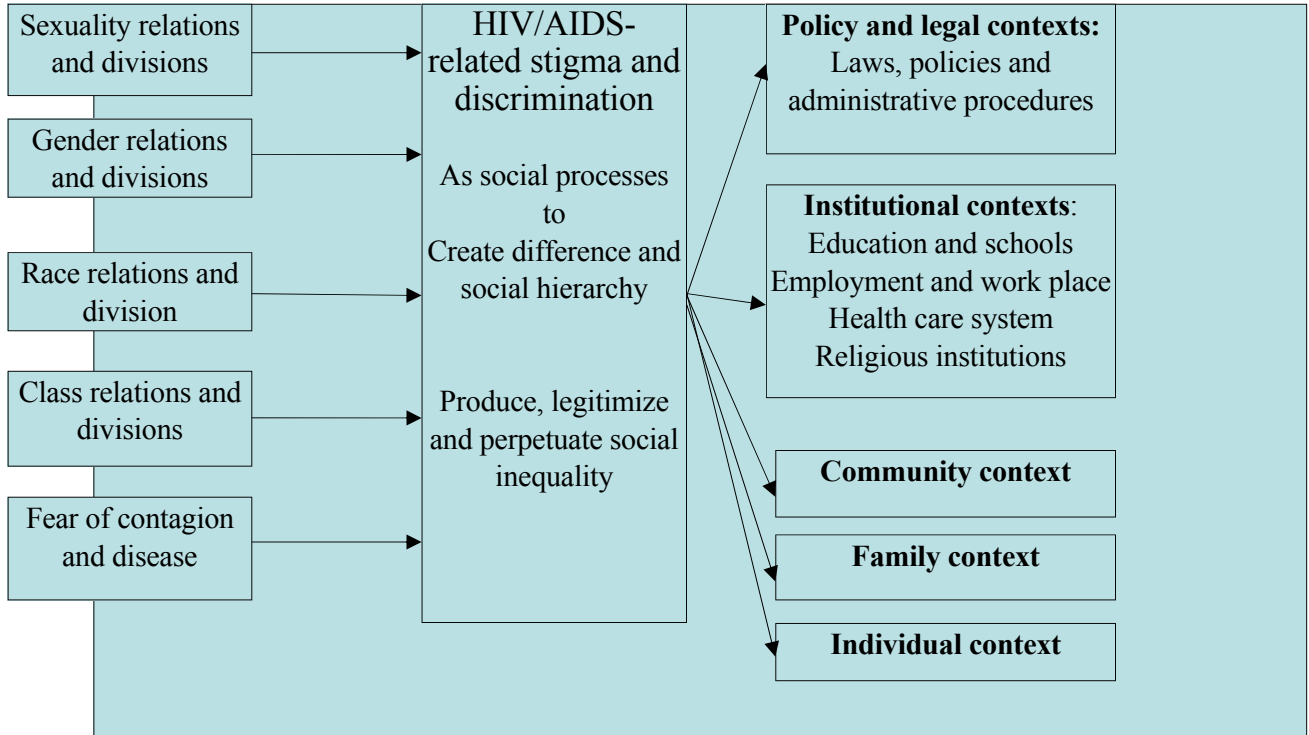 Sexuality relations
and divisions
Gender relations
and divisions
Race relations and
division
Class relations and
divisions
Fear of contagion
and disease
HIV/AIDS-
related stigma and
discrimination
As social processes
to
Create difference and
social hierarchy
Produce, legitimize
and perpetuate social
inequality
Policy and legal contexts:
Laws, policies and
administrative procedures
Institutional contexts:
Education and schools
Employment and work place
Health care system
Religious institutions
Community context
Family context
Individual context